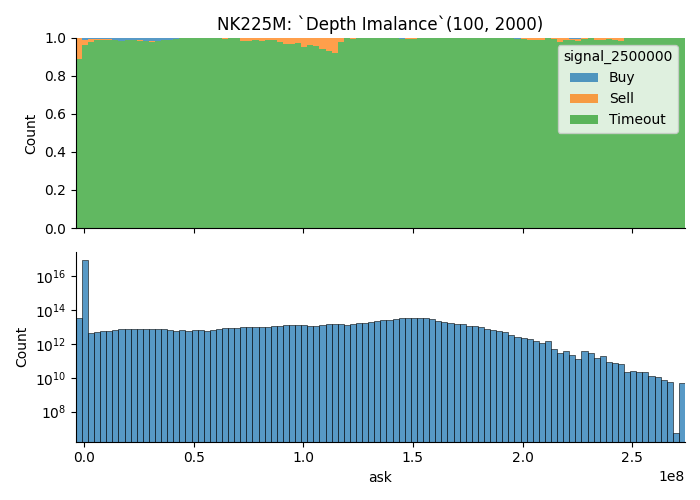 NK225M: `Depth Imalance`(100, 2000)
1.0
0.8
0.6
0.4
0.2
0.0
Count
signal_2500000
Buy
Sell
Timeout
10^16
10^14
10^12
10^10
10^8
Count
0.0 0.5 1.0 1.5 2.0 2.5
1e8
ask